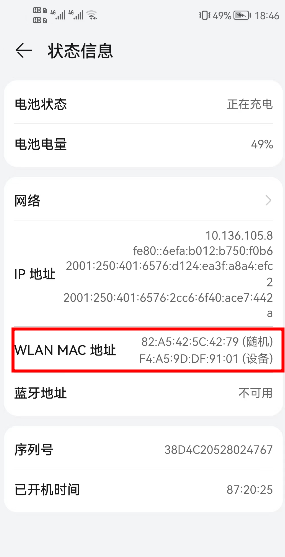 49% 18:46
状态信息
电池状态 正在充电
电池电量 49%
网络
10.136.105.8
fe80::6efa:b012:b750:f0b6
2001:250:401:6576:d124:ea3f:a8a4:efc
IP 地址
2
2001:250:401:6576:2cc6:6f40:ace7:442
a
82:A5:42:5C:42:79 (随机)
WLAN MAC 地址
F4:A5:9D:DF:91:01 (设备)
蓝牙地址 不可用
序列号 38D4C20528024767
已开机时间 87:20:25